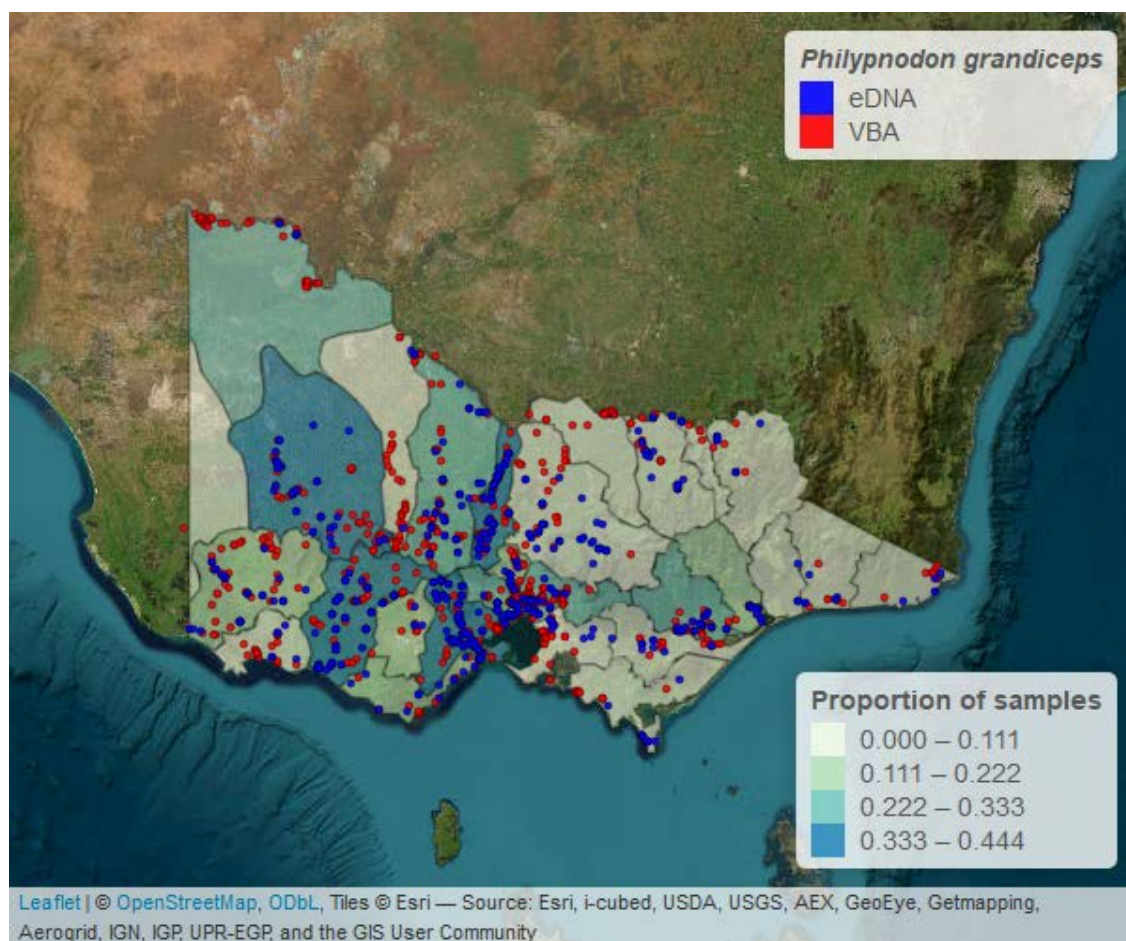 Philypnodon grandiceps
eDNA
VBA
Proportion of samples
0.000 – 0.111
0.111 – 0.222
0.222 – 0.333
0.333 – 0.444
Leaflet | © OpenStreetMap, ODbL, Tiles © Esri — Source: Esri, i-cubed, USDA, USGS, AEX, GeoEye, Getmapping,
Aerogrid, IGN, IGP, UPR-EGP, and the GIS User Community